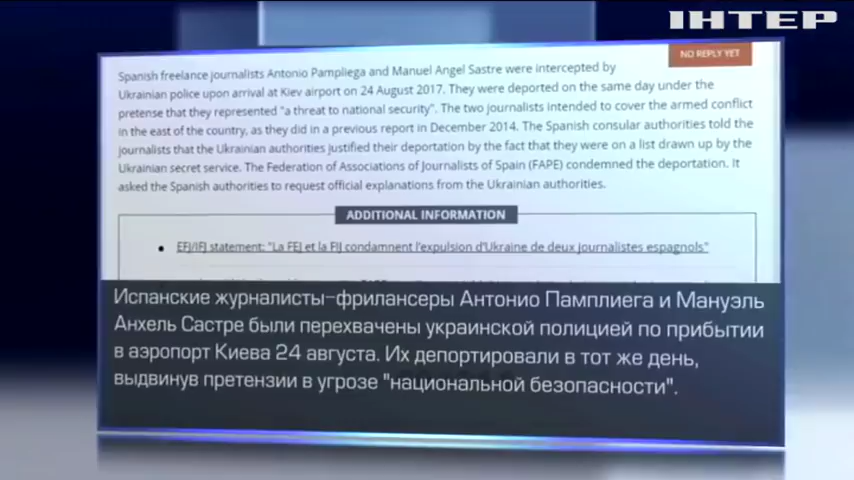 ІНТЕР
NO REPLY YET
Spanish freelance journalists Antonio Pampliega and Manuel Angel Sastre were intercepted by
Ukrainian police upon arrival at Kiev airport on 24 August 2017. They were deported on the same day under the
pretense that they represented "a threat to national security". The two journalists intended to cover the armed conflict
in the east of the country, as they did in a previous report in December 2014. The Spanish consular authorities told the
journalists that the Ukrainian authorities justified their deportation by the fact that they were on a list drawn up by the
Ukrainian secret service. The Federation of Associations of Journalists of Spain (FAPE) condemned the deportation. It
asked the Spanish authorities to request official explanations from the Ukrainian authorities.
ADDITIONAL INFORMATION
• EFJ/IFJ statement: "La FEJ et la FIJ condamnent l'expulsion d'Ukraine de deux journalistes espagnols"
Испанские журналисты-фрилансеры Антонио Памплиега и Мануэль
Анхель Састре были перехвачены украинской полицией по прибытии
в аэропорт Киева 24 августа. Их депортировали в тот же день,
выдвинув претензии в угрозе "национальной безопасности".